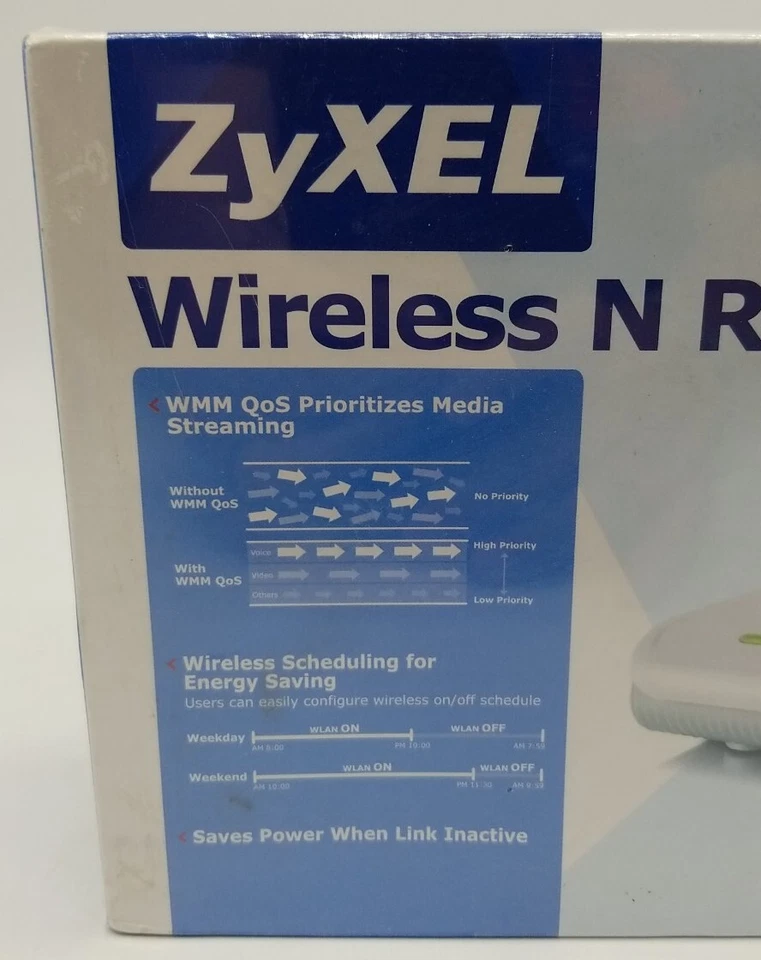 ZyXEL
Wireless N R
< WMM QoS Prioritizes Media
Streaming
Without
WMM QoS
No Priority
With
WMM QoS
Voice
Video
Others
High Priority
Low Priority
< Wireless Scheduling for
Energy Saving
Users can easily configure wireless on/off schedule
Weekday
WLAN ON
WLAN OFF
AM 8:00
PM 10:00
AM 7:59
Weekend
WLAN ON
WLAN OFF
AM 10:00
PM 11:30
AM 9:59
< Saves Power When Link Inactive